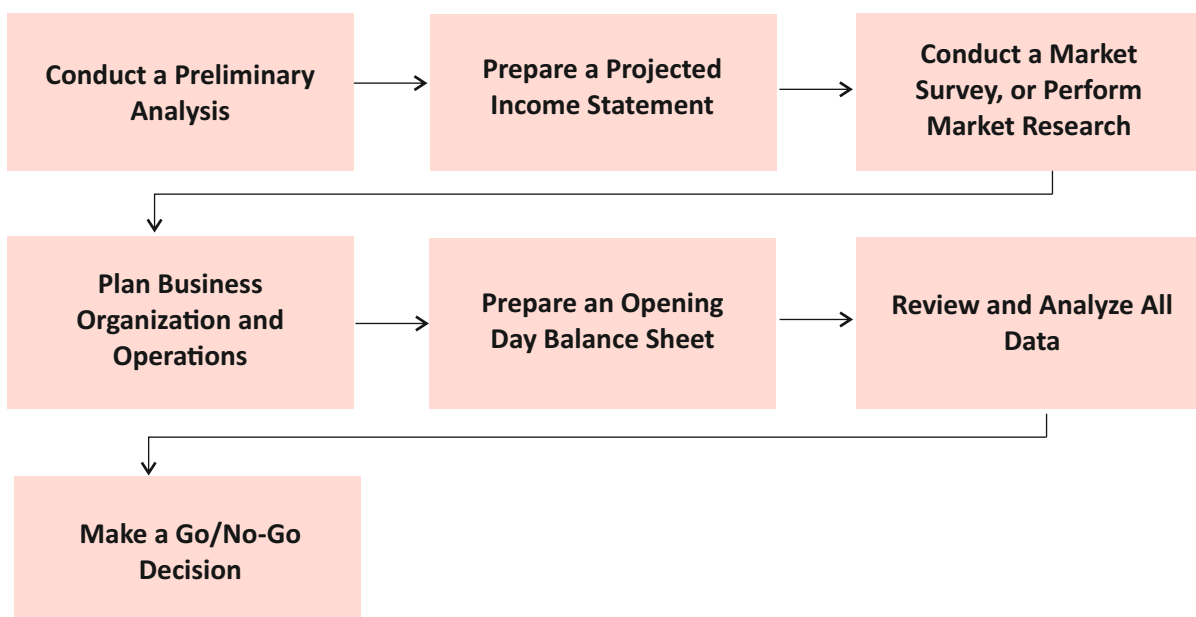 Conduct a Preliminary
Analysis
Prepare a Projected
Income Statement
Conduct a Market
Survey, or Perform
Market Research
Plan Business
Organization and
Operations
Prepare an Opening
Day Balance Sheet
Review and Analyze All
Data
Make a Go/No-Go
Decision